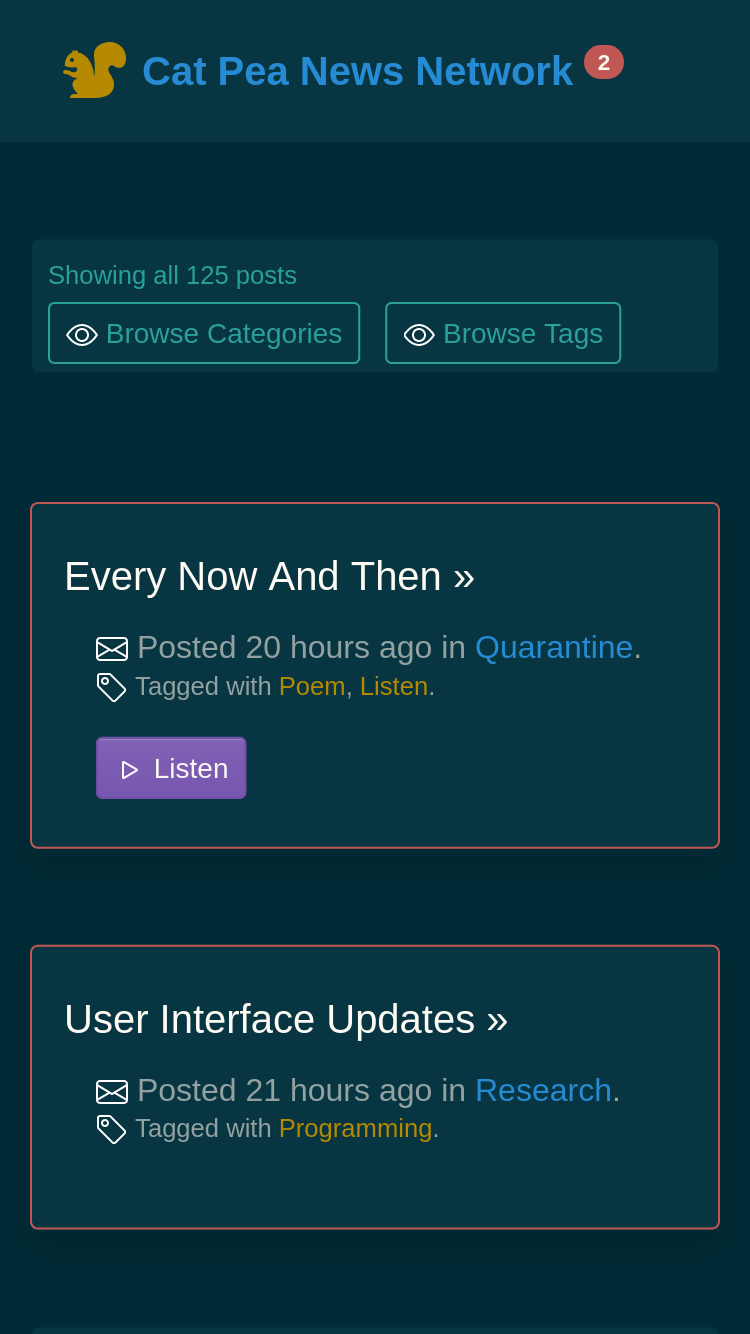 Cat Pea News Network 2
Showing all 125 posts
Browse Categories Browse Tags
Every Now And Then »
Posted 20 hours ago in Quarantine.
Tagged with Poem, Listen.
Listen
User Interface Updates »
Posted 21 hours ago in Research.
Tagged with Programming.